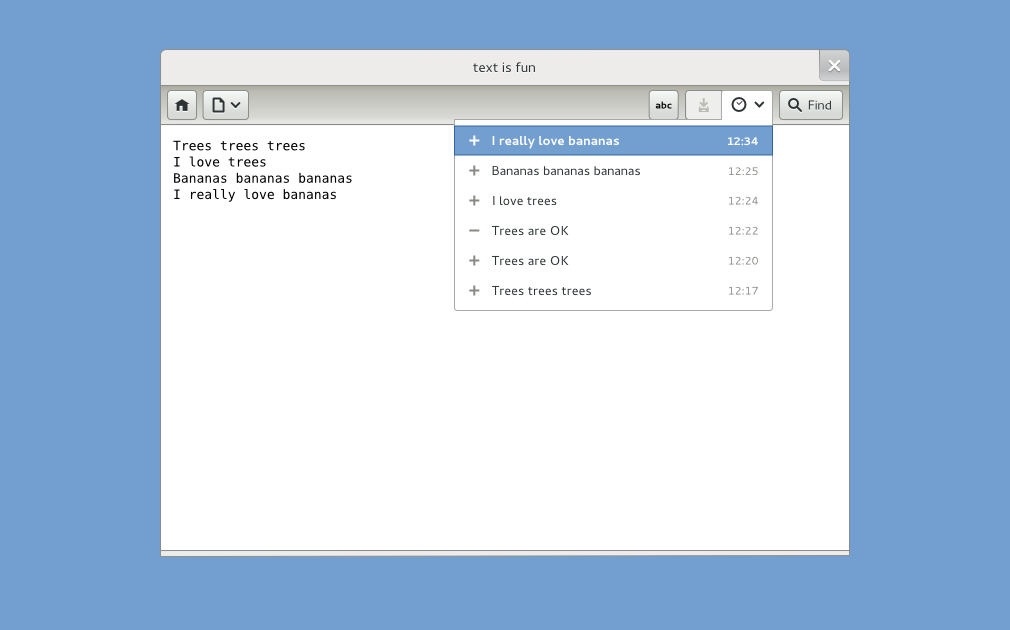 text is fun
abc
Find
Trees trees trees
I love trees
Bananas bananas bananas
I really love bananas
+ I really love bananas 12:34
+ Bananas bananas bananas 12:25
+ I love trees 12:24
− Trees are OK 12:22
+ Trees are OK 12:20
+ Trees trees trees 12:17